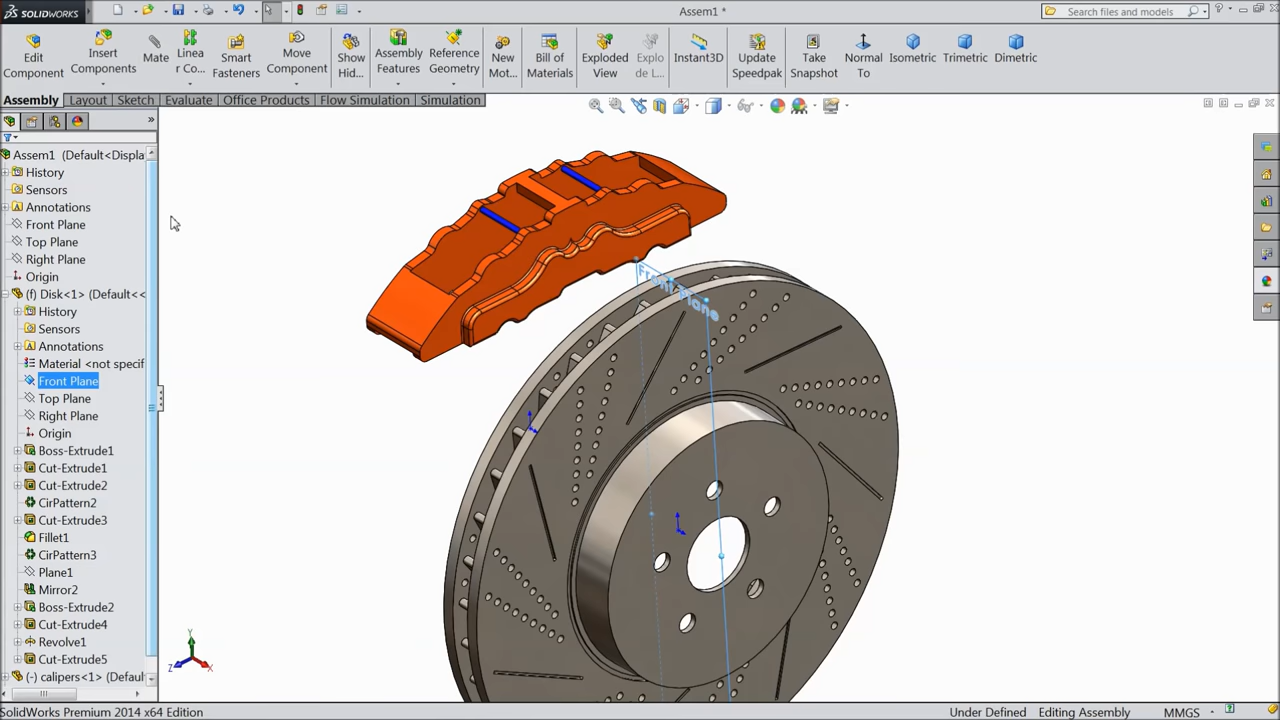 SOLIDWORKS
Assem1 *
Search files and models
Edit Component
Insert Components
Mate
Linea r Co...
Smart Fasteners
Move Component
Show Hid...
Assembly Features
Reference Geometry
New Mot...
Bill of Materials
Exploded View
Explo de L...
Instant3D
Update Speedpak
Take Snapshot
Normal To
Isometric
Trimetric
Dimetric
Assembly
Layout
Sketch
Evaluate
Office Products
Flow Simulation
Simulation
Assem1 (Default<Displa
History
Sensors
Annotations
Front Plane
Top Plane
Right Plane
Origin
(f) Disk<1> (Default<<
History
Sensors
Annotations
Material <not specif
Front Plane
Top Plane
Right Plane
Origin
Boss-Extrude1
Cut-Extrude1
Cut-Extrude2
CirPattern2
Cut-Extrude3
Fillet1
CirPattern3
Plane1
Mirror2
Boss-Extrude2
Cut-Extrude4
Revolve1
Cut-Extrude5
(-) calipers<1> (Defaul
Front Plane
Y
Z
X
SolidWorks Premium 2014 x64 Edition
Under Defined
Editing Assembly
MMGS